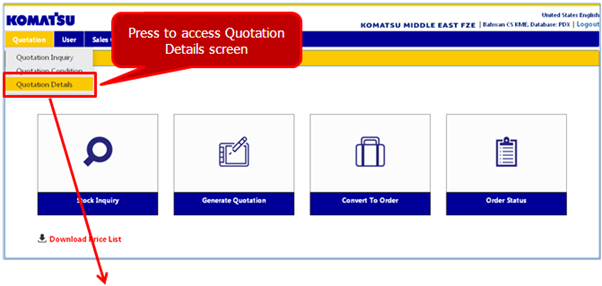 KOMATSU
United States English
KOMATSU MIDDLE EAST FZE | Bahman CS KME, Database: PDX | Logout
Quotation User Sales
Press to access Quotation
Details screen
Quotation Inquiry
Quotation Condition
Quotation Details
Stock Inquiry Generate Quotation Convert To Order Order Status
Download Price List